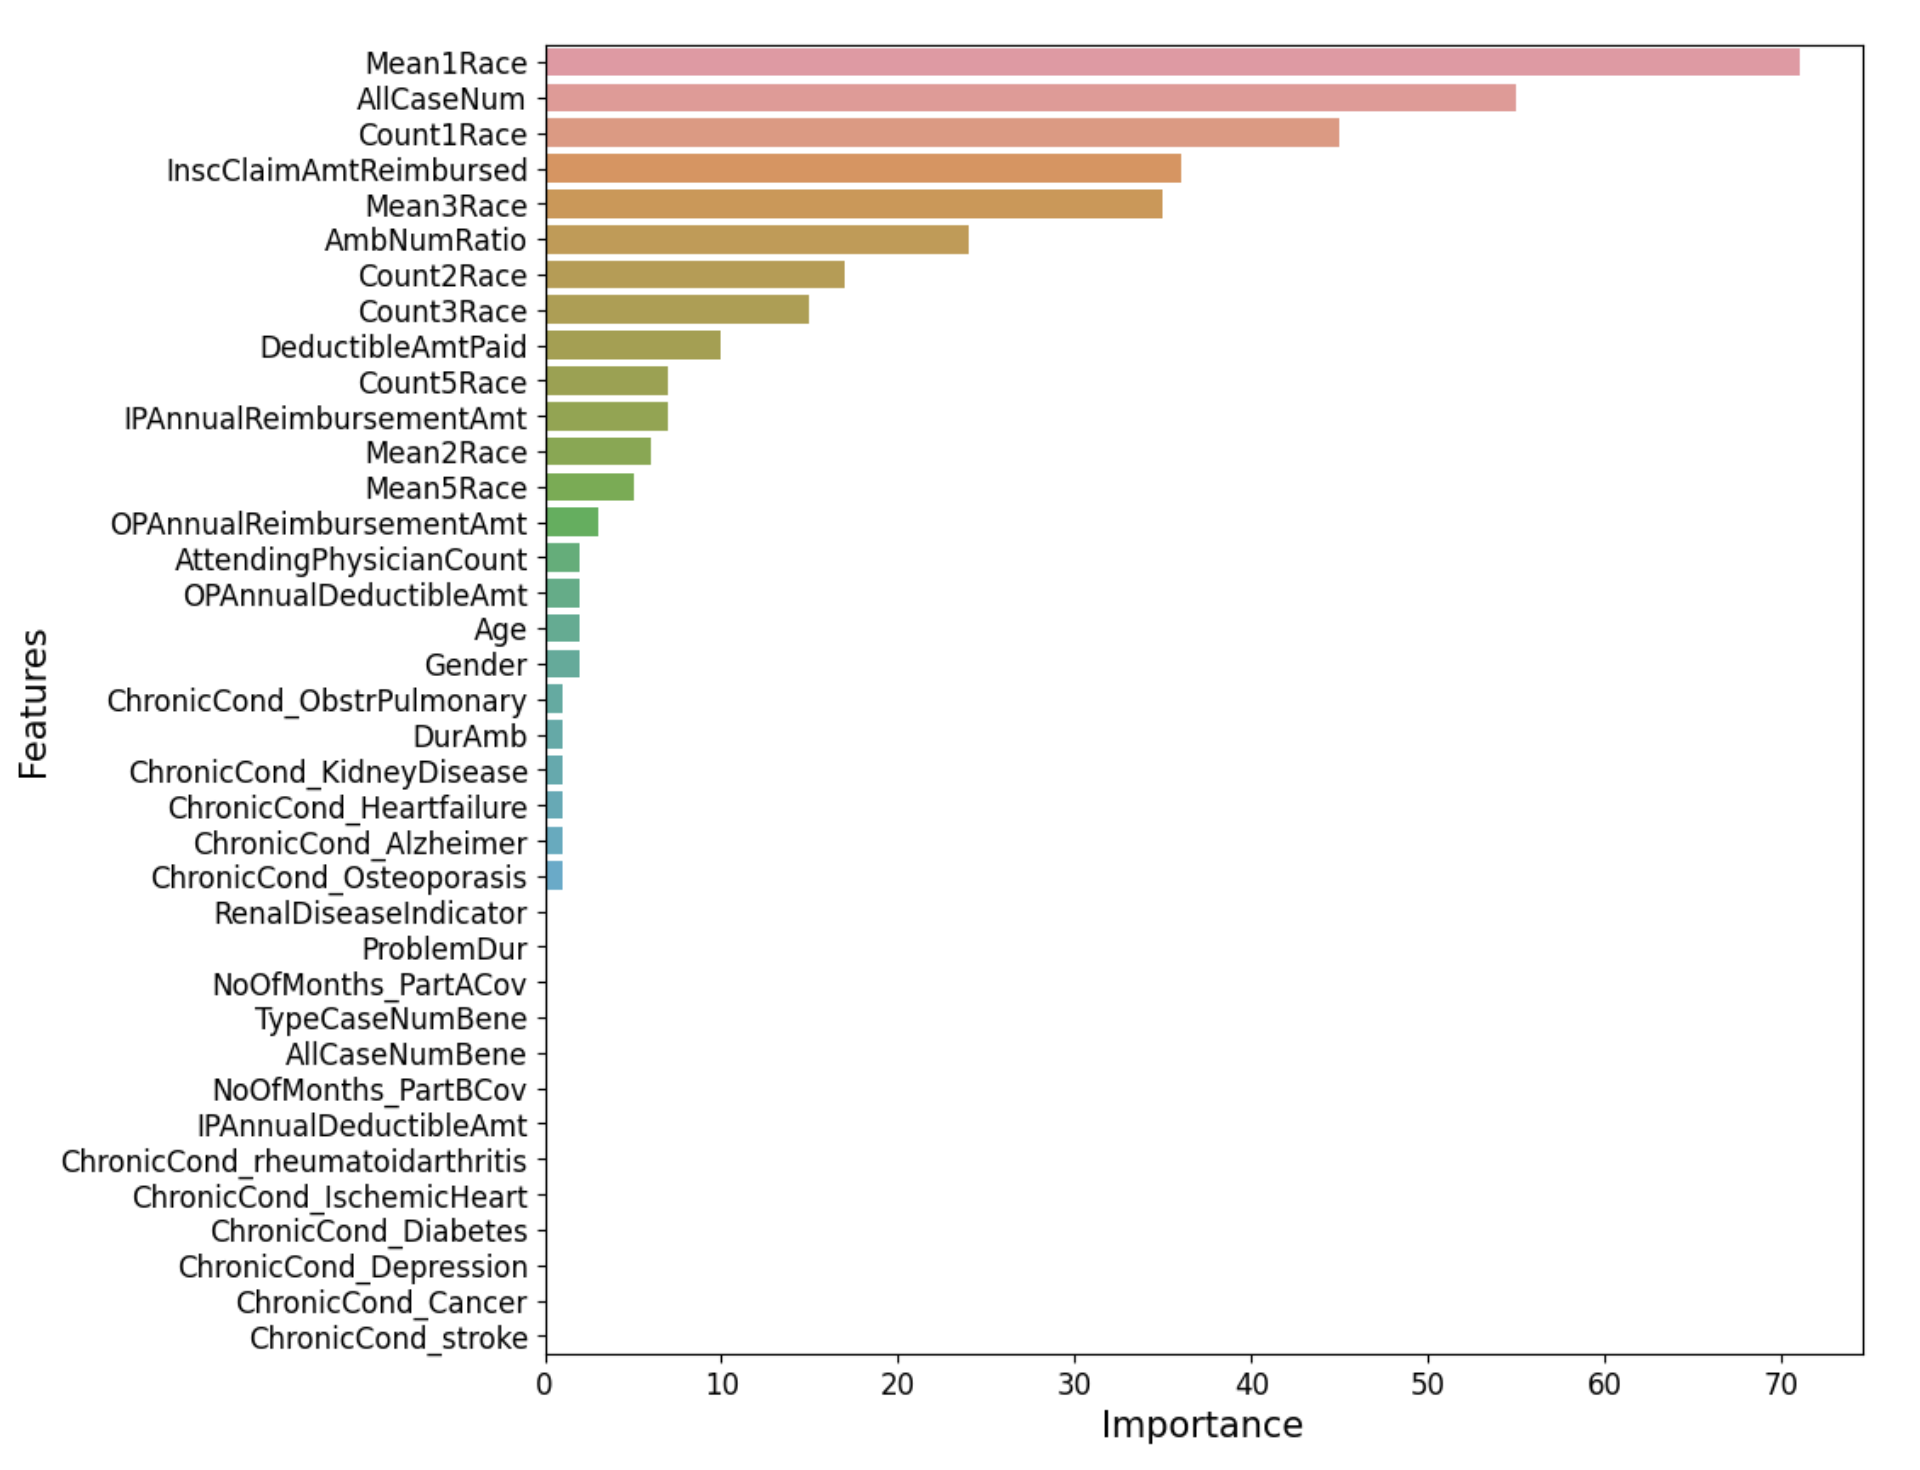 Mean1Race
AllCaseNum
Count1Race
InscClaimAmtReimbursed
Mean3Race
AmbNumRatio
Count2Race
Count3Race
DeductibleAmtPaid
Count5Race
IPAnnualReimbursementAmt
Mean2Race
Mean5Race
OPAnnualReimbursementAmt
AttendingPhysicianCount
OPAnnualDeductibleAmt
Age
Gender
ChronicCond_ObstrPulmonary
DurAmb
ChronicCond_KidneyDisease
ChronicCond_Heartfailure
ChronicCond_Alzheimer
ChronicCond_Osteoporasis
RenalDiseaseIndicator
ProblemDur
NoOfMonths_PartACov
TypeCaseNumBene
AllCaseNumBene
NoOfMonths_PartBCov
IPAnnualDeductibleAmt
ChronicCond_rheumatoidarthritis
ChronicCond_IschemicHeart
ChronicCond_Diabetes
ChronicCond_Depression
ChronicCond_Cancer
ChronicCond_stroke
Features
0 10 20 30 40 50 60 70
Importance